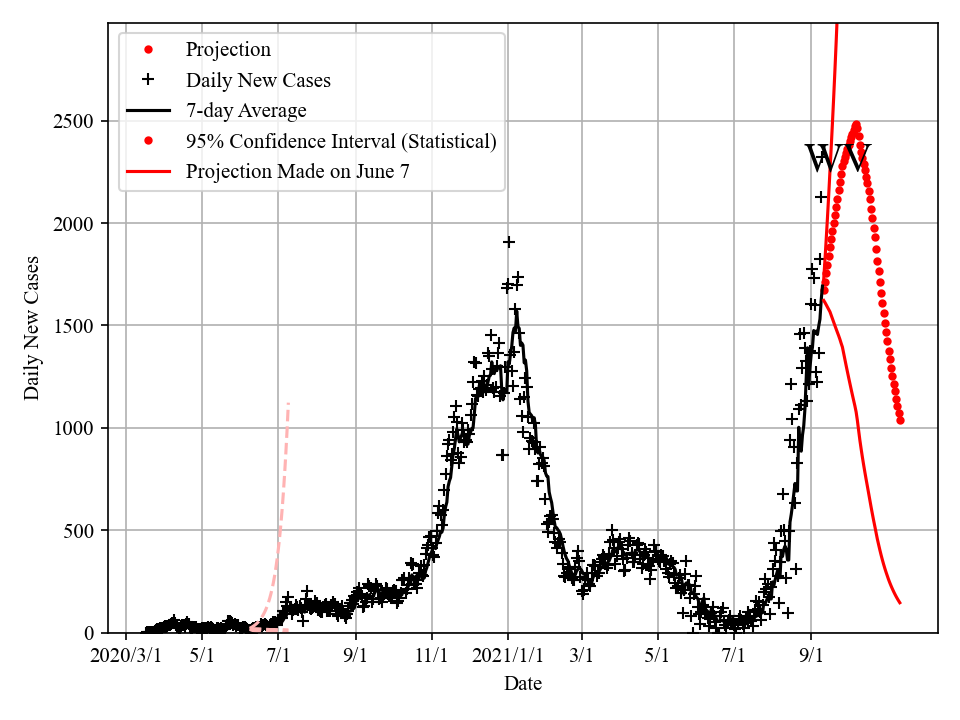 Projection
Daily New Cases
7-day Average
95% Confidence Interval (Statistical)
Projection Made on June 7
Daily New Cases
2500
2000
1500
1000
500
0
2020/3/1 5/1 7/1 9/1 11/1 2021/1/1 3/1 5/1 7/1 9/1
Date
WV